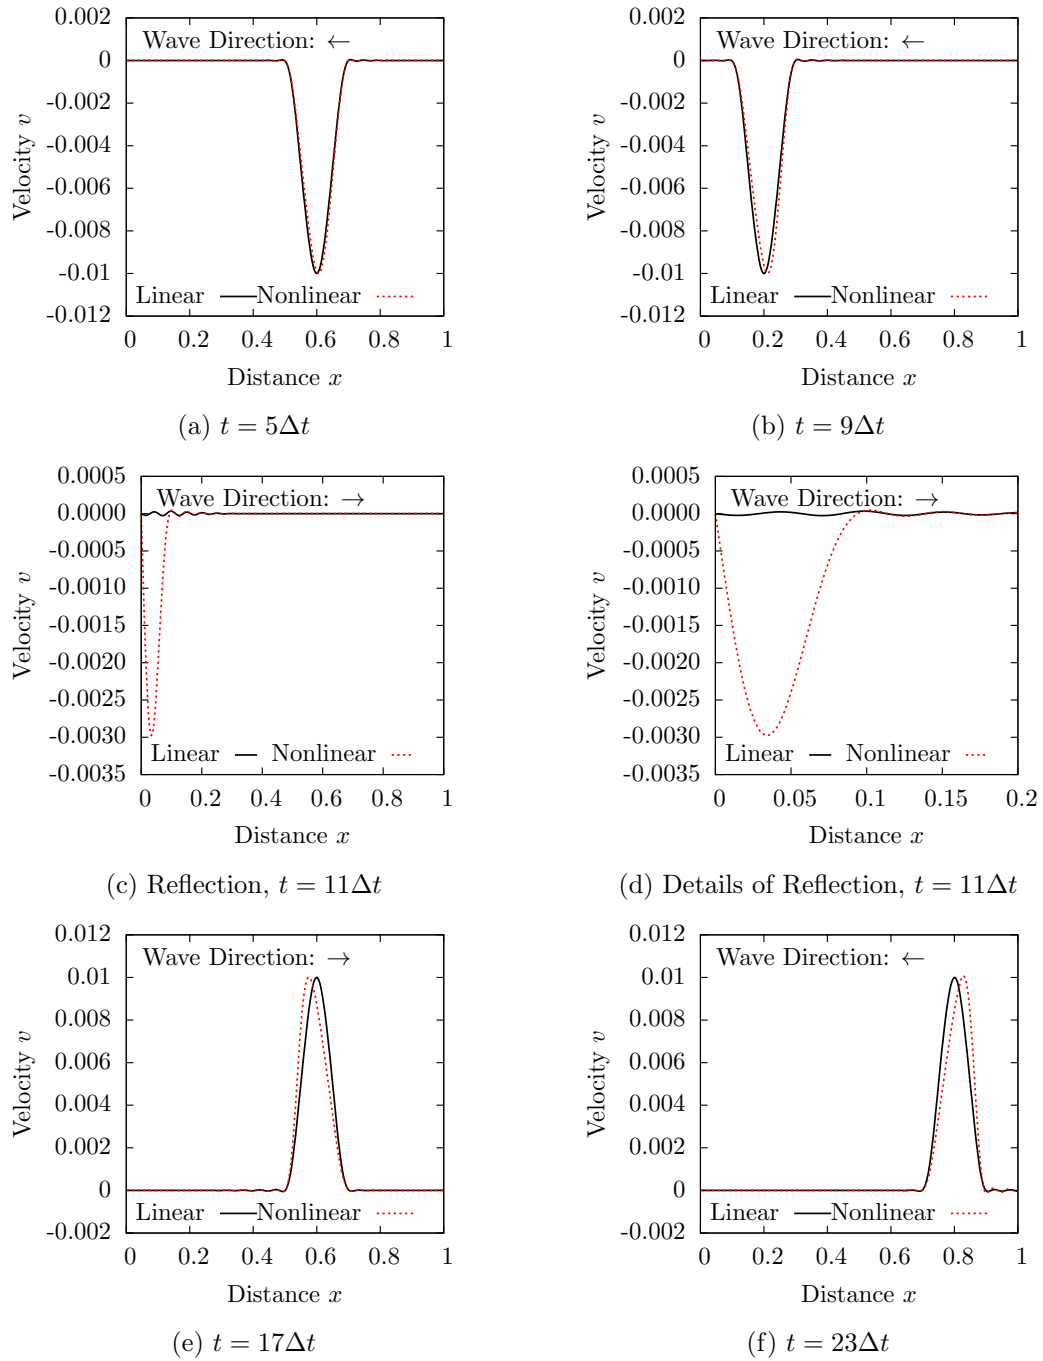 0.002
Wave Direction: ←
0
-0.002
-0.004
-0.006
-0.008
-0.01
-0.012
Velocity v
Linear Nonlinear
0 0.2 0.4 0.6 0.8 1
Distance x
(a) t = 5Δt
0.002
Wave Direction: ←
0
-0.002
-0.004
-0.006
-0.008
-0.01
-0.012
Velocity v
Linear Nonlinear
0 0.2 0.4 0.6 0.8 1
Distance x
(b) t = 9Δt
0.0005
Wave Direction: →
0.0000
-0.0005
-0.0010
-0.0015
-0.0020
-0.0025
-0.0030
-0.0035
Velocity v
Linear Nonlinear
0 0.2 0.4 0.6 0.8 1
Distance x
(c) Reflection, t = 11Δt
0.0005
Wave Direction: →
0.0000
-0.0005
-0.0010
-0.0015
-0.0020
-0.0025
-0.0030
-0.0035
Velocity v
Linear Nonlinear
0 0.05 0.1 0.15 0.2
Distance x
(d) Details of Reflection, t = 11Δt
0.012
Wave Direction: →
0.01
0.008
0.006
0.004
0.002
0
-0.002
Velocity v
Linear Nonlinear
0 0.2 0.4 0.6 0.8 1
Distance x
(e) t = 17Δt
0.012
Wave Direction: ←
0.01
0.008
0.006
0.004
0.002
0
-0.002
Velocity v
Linear Nonlinear
0 0.2 0.4 0.6 0.8 1
Distance x
(f) t = 23Δt